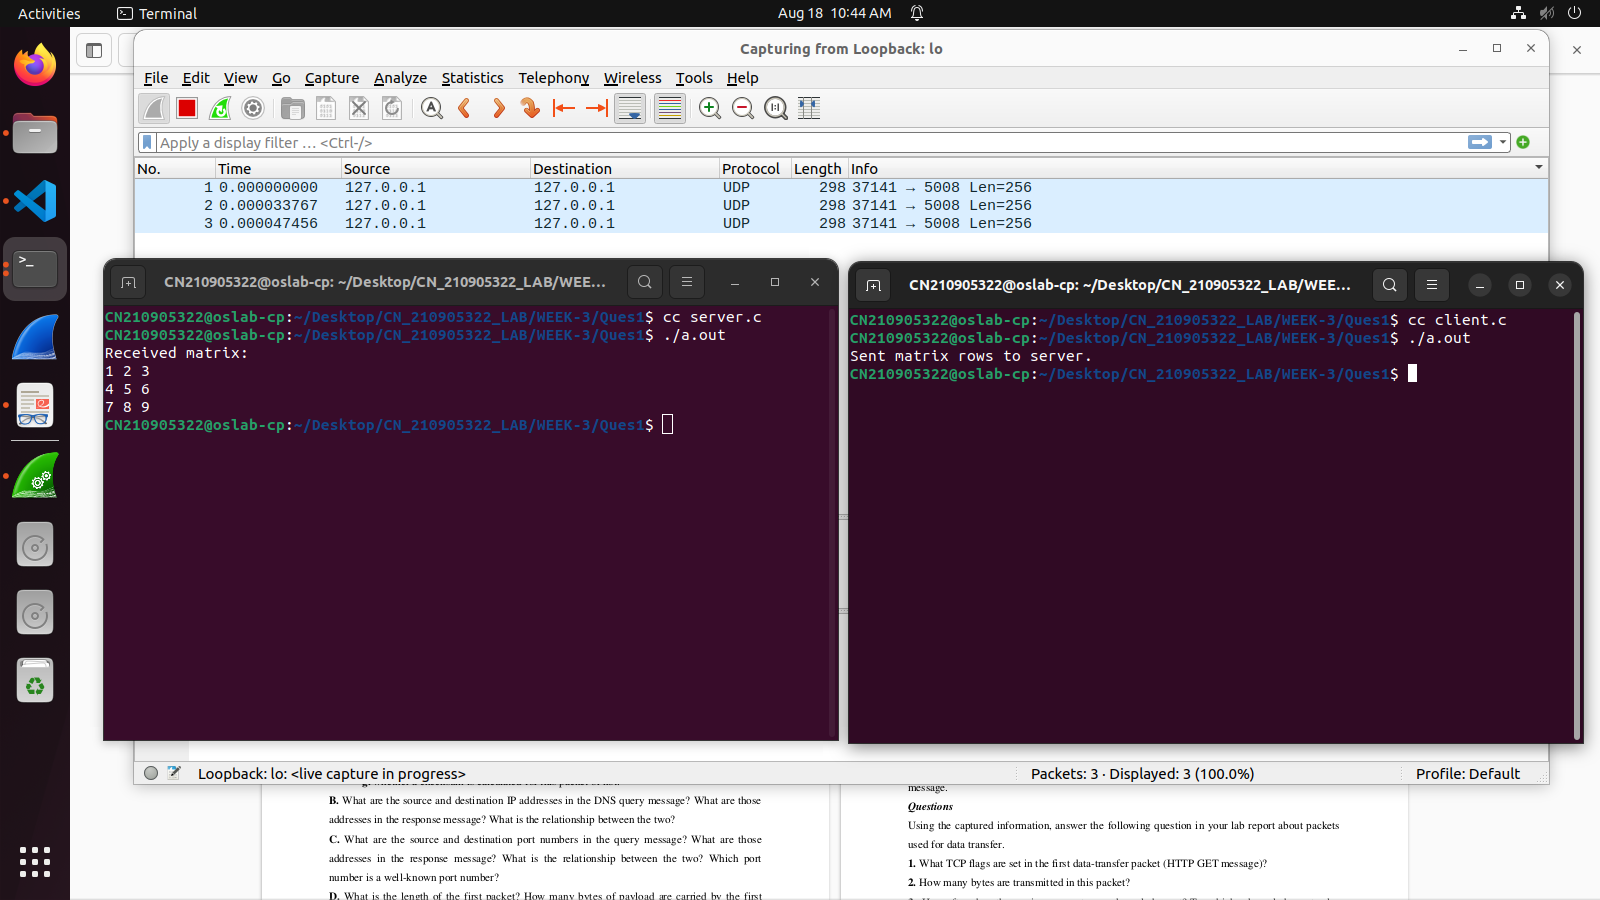 Activities
Terminal
Aug 18 10:44 AM
Capturing from Loopback: lo
File Edit View Go Capture Analyze Statistics Telephony Wireless Tools Help
Apply a display filter … <Ctrl-/>
No. Time Source Destination Protocol Length Info
1 0.000000000 127.0.0.1 127.0.0.1 UDP 298 37141 → 5008 Len=256
2 0.000033767 127.0.0.1 127.0.0.1 UDP 298 37141 → 5008 Len=256
3 0.000047456 127.0.0.1 127.0.0.1 UDP 298 37141 → 5008 Len=256
CN210905322@oslab-cp: ~/Desktop/CN_210905322_LAB/WEE...
CN210905322@oslab-cp:~/Desktop/CN_210905322_LAB/WEEK-3/Ques1$ cc server.c
CN210905322@oslab-cp:~/Desktop/CN_210905322_LAB/WEEK-3/Ques1$ ./a.out
Received matrix:
1 2 3
4 5 6
7 8 9
CN210905322@oslab-cp:~/Desktop/CN_210905322_LAB/WEEK-3/Ques1$
CN210905322@oslab-cp: ~/Desktop/CN_210905322_LAB/WEE...
CN210905322@oslab-cp:~/Desktop/CN_210905322_LAB/WEEK-3/Ques1$ cc client.c
CN210905322@oslab-cp:~/Desktop/CN_210905322_LAB/WEEK-3/Ques1$ ./a.out
Sent matrix rows to server.
CN210905322@oslab-cp:~/Desktop/CN_210905322_LAB/WEEK-3/Ques1$
Loopback: lo: <live capture in progress>
Packets: 3 · Displayed: 3 (100.0%)
Profile: Default
B. What are the source and destination IP addresses in the DNS query message? What are those
addresses in the response message? What is the relationship between the two?
C. What are the source and destination port numbers in the query message? What are those
addresses in the response message? What is the relationship between the two? Which port
number is a well-known port number?
D. What is the length of the first packet? How many bytes of payload are carried by the first
message.
Questions
Using the captured information, answer the following question in your lab report about packets
used for data transfer.
1. What TCP flags are set in the first data-transfer packet (HTTP GET message)?
2. How many bytes are transmitted in this packet?